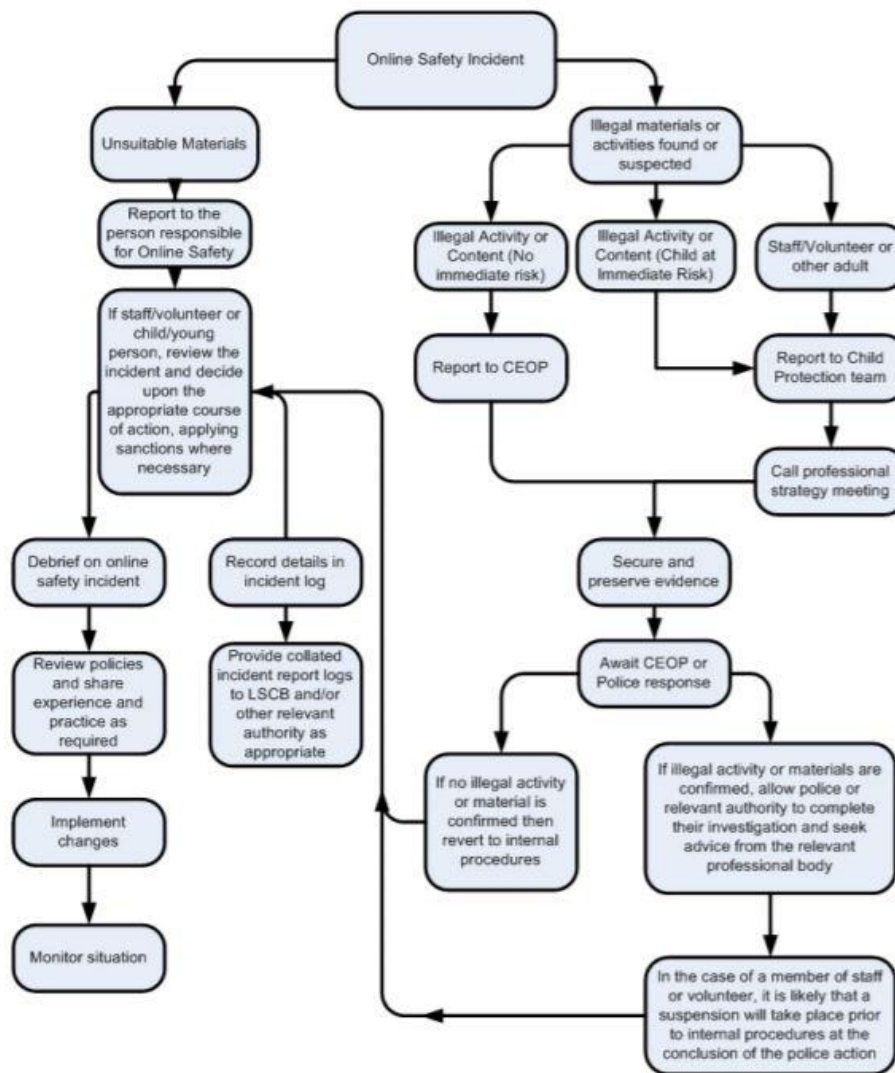 Online Safety Incident
Unsuitable Materials
Report to the
person responsible
for Online Safety
If staff/volunteer or
child/young
person, review the
incident and decide
upon the
appropriate course
of action, applying
sanctions where
necessary
Debrief on online
safety incident
Review policies
and share
experience and
practice as
required
Implement
changes
Monitor situation
Record details in
incident log
Provide collated
incident report logs
to LSCB and/or
other relevant
authority as
appropriate
Illegal materials or
activities found or
suspected
Illegal Activity or
Content (No
immediate risk)
Illegal Activity or
Content (Child at
Immediate Risk)
Staff/Volunteer or
other adult
Report to CEOP
Report to Child
Protection team
Call professional
strategy meeting
Secure and
preserve evidence
Await CEOP or
Police response
If no illegal activity
or material is
confirmed then
revert to internal
procedures
If illegal activity or materials are
confirmed, allow police or
relevant authority to complete
their investigation and seek
advice from the relevant
professional body
In the case of a member of staff
or volunteer, it is likely that a
suspension will take place prior
to internal procedures at the
conclusion of the police action